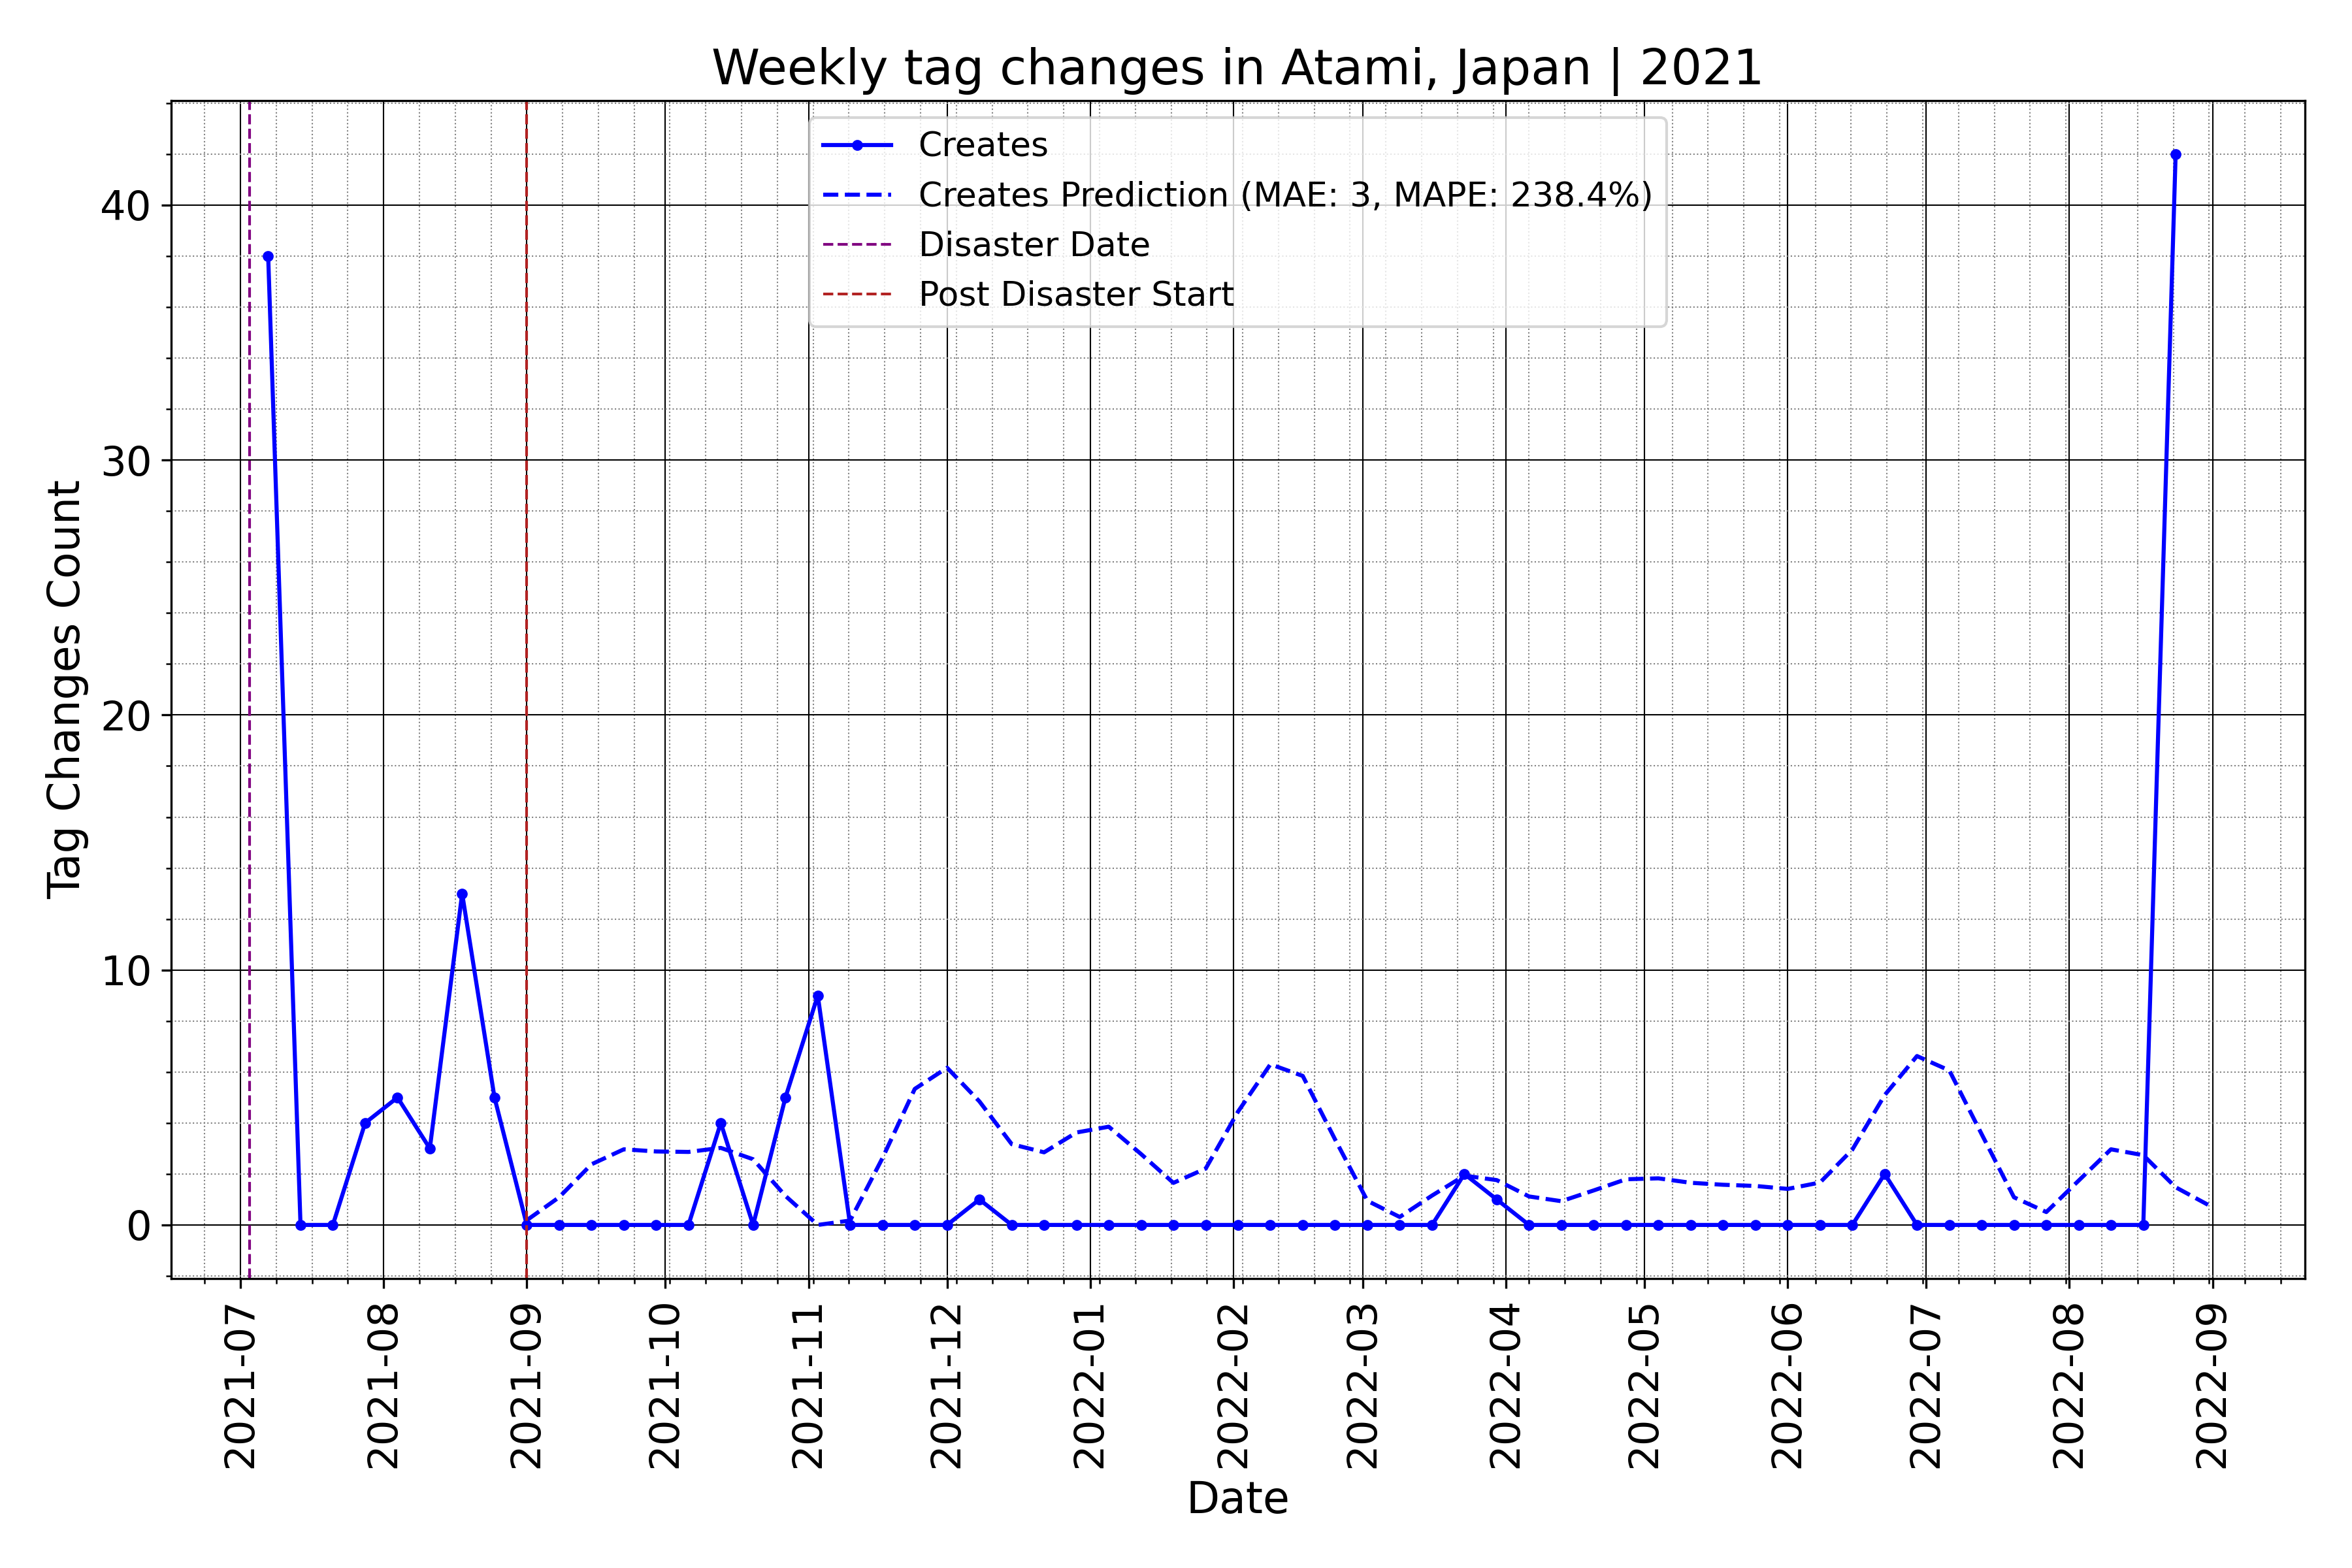 Weekly tag changes in Atami, Japan | 2021
Creates
Creates Prediction (MAE: 3, MAPE: 238.4%)
Disaster Date
Post Disaster Start
Tag Changes Count
40
30
20
10
0
2021-07
2021-08
2021-09
2021-10
2021-11
2021-12
2022-01
2022-02
2022-03
2022-04
2022-05
2022-06
2022-07
2022-08
2022-09
Date